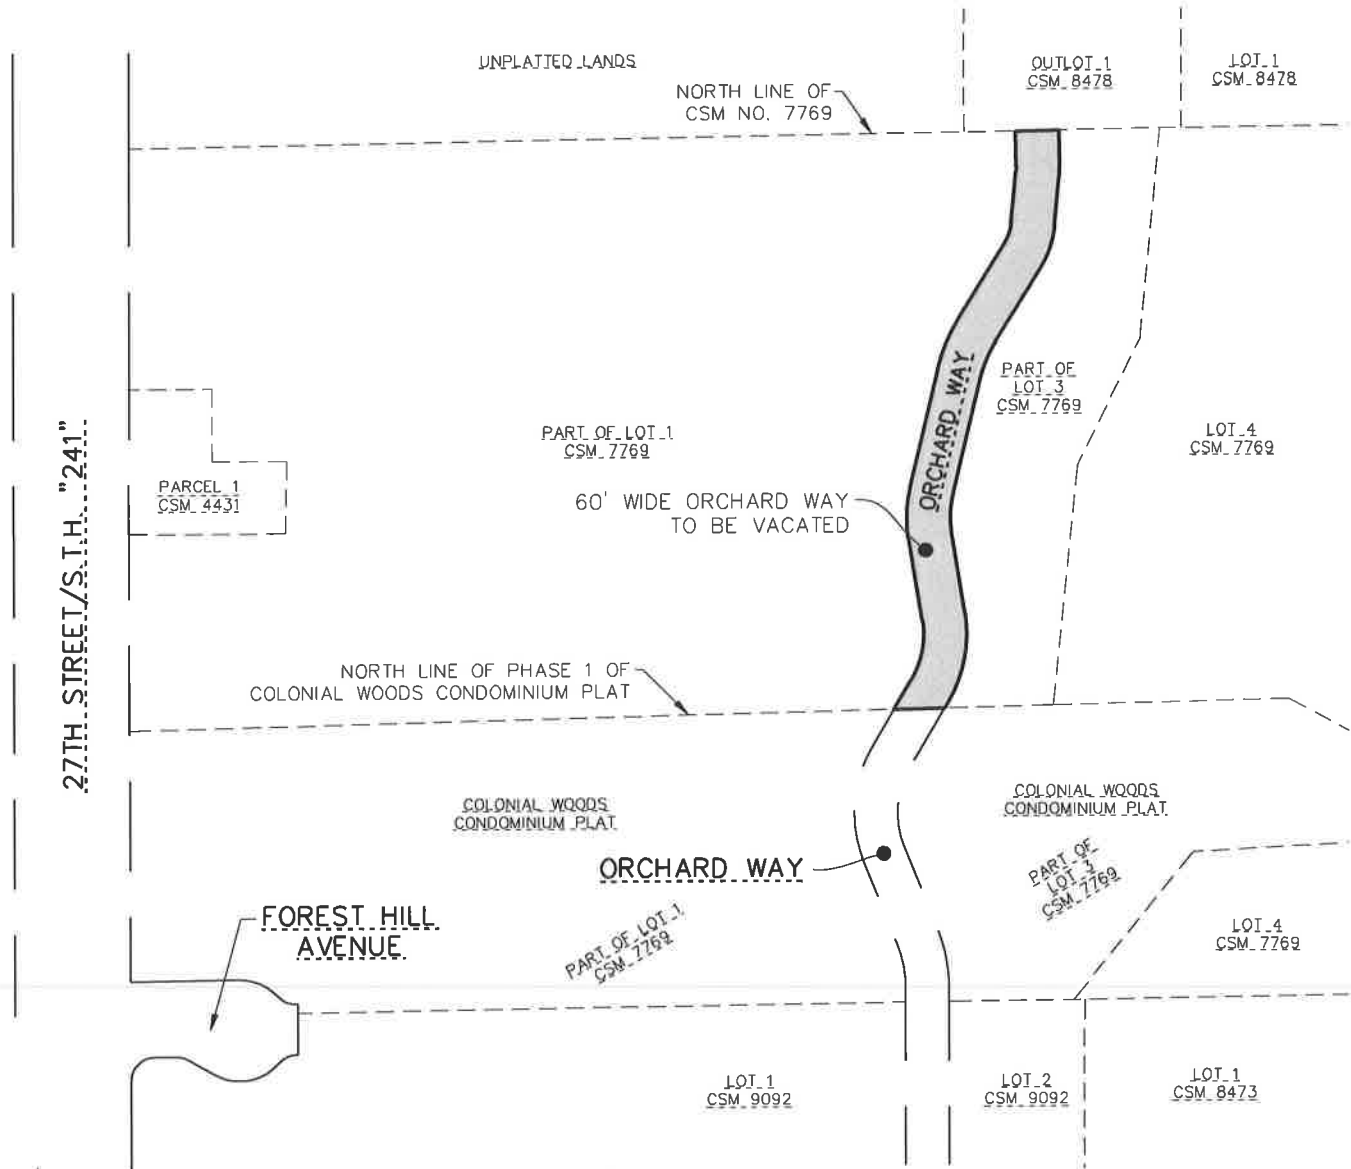 UNPLATTED LANDS
OUTLOT 1
CSM 8478
LOT 1
CSM 8478
NORTH LINE OF
CSM NO. 7769
ORCHARD WAY
PART OF
LOT 3
CSM 7769
PART OF LOT 1
CSM 7769
LOT 4
CSM 7769
27TH STREET/S.T.H. "241"
PARCEL 1
CSM 4431
60' WIDE ORCHARD WAY
TO BE VACATED
NORTH LINE OF PHASE 1 OF
COLONIAL WOODS CONDOMINIUM PLAT
COLONIAL WOODS
CONDOMINIUM PLAT
COLONIAL WOODS
CONDOMINIUM PLAT
ORCHARD WAY
PART OF
LOT 3
CSM 7769
FOREST HILL
AVENUE
PART OF LOT 1
CSM 7769
LOT 4
CSM 7769
LOT 1
CSM 9092
LOT 2
CSM 9092
LOT 1
CSM 8473